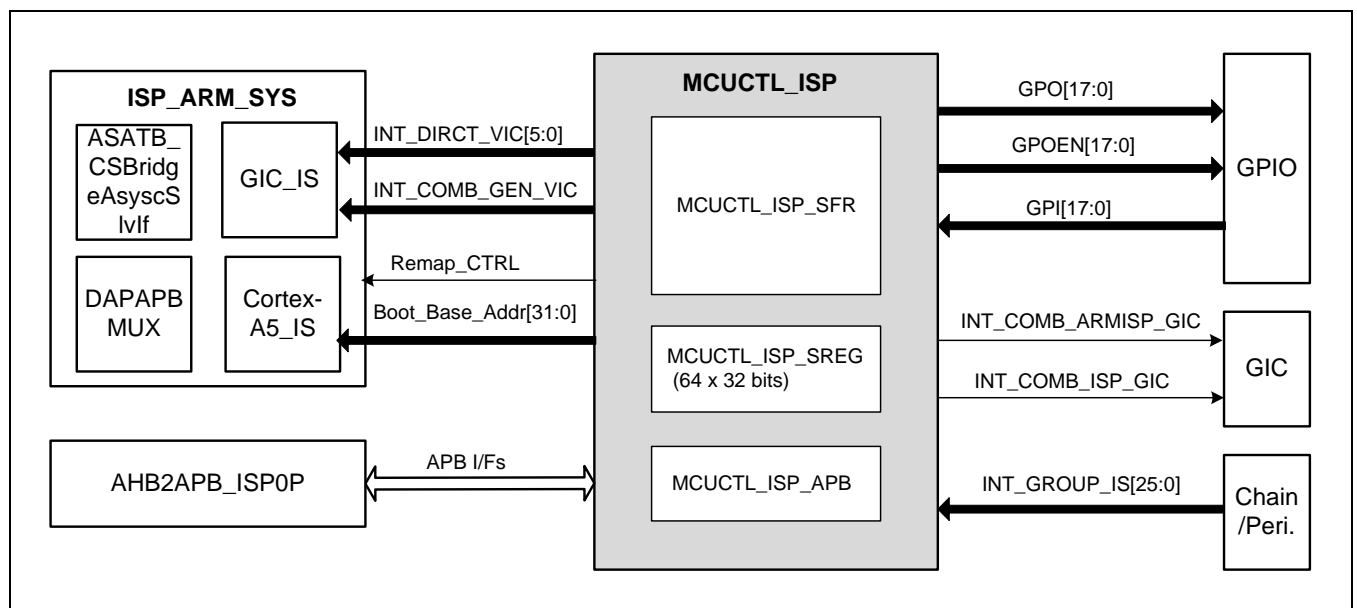 ISP_ARM_SYS
ASATB_
CSBridg
eAsyscS
lvIf
GIC_IS
DAPAPB
MUX
Cortex-
A5_IS
INT_DIRCT_VIC[5:0]
INT_COMB_GEN_VIC
Remap_CTRL
Boot_Base_Addr[31:0]
AHB2APB_ISP0P
APB I/Fs
MCUCTL_ISP
MCUCTL_ISP_SFR
MCUCTL_ISP_SREG
(64 x 32 bits)
MCUCTL_ISP_APB
GPO[17:0]
GPOEN[17:0]
GPI[17:0]
GPIO
INT_COMB_ARMISP_GIC
INT_COMB_ISP_GIC
GIC
INT_GROUP_IS[25:0]
Chain
/Peri.